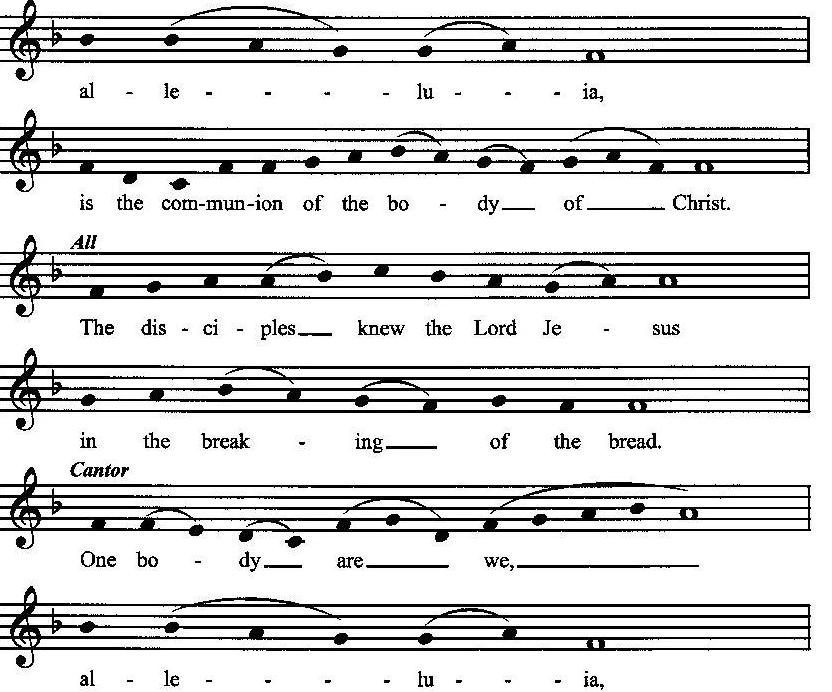 al - le - - - lu - - - ia,
is the com-mun-ion of the bo - dy of Christ.
All
The dis - ci - ples knew the Lord Je - sus
in the break - ing of the bread.
Cantor
One bo - dy are we,
al - le - - - lu - - - ia,